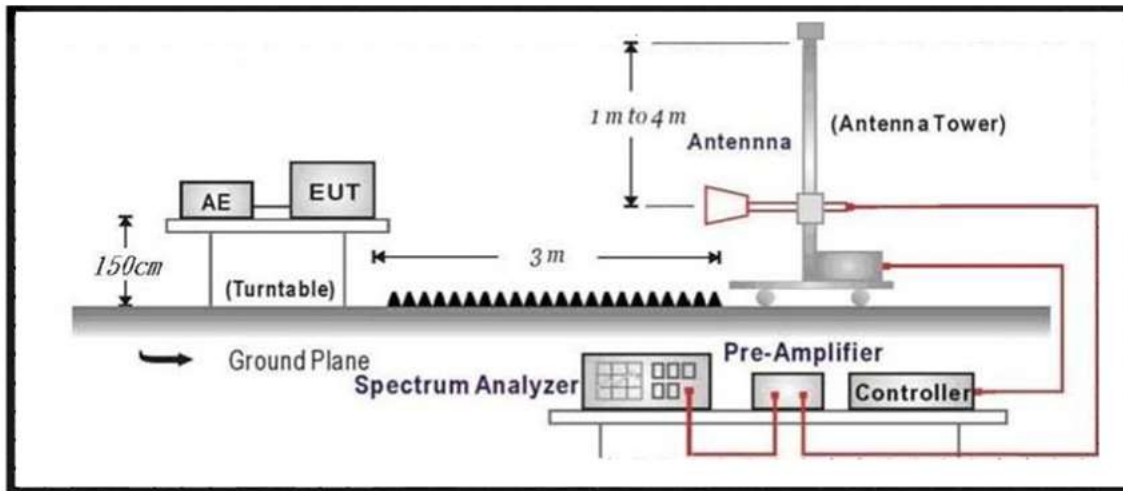 1 m to 4 m
(Antenna Tower)
Antennna
AE
EUT
150cm
3 m
(Turntable)
Ground Plane
Pre-Amplifier
Spectrum Analyzer
Controller